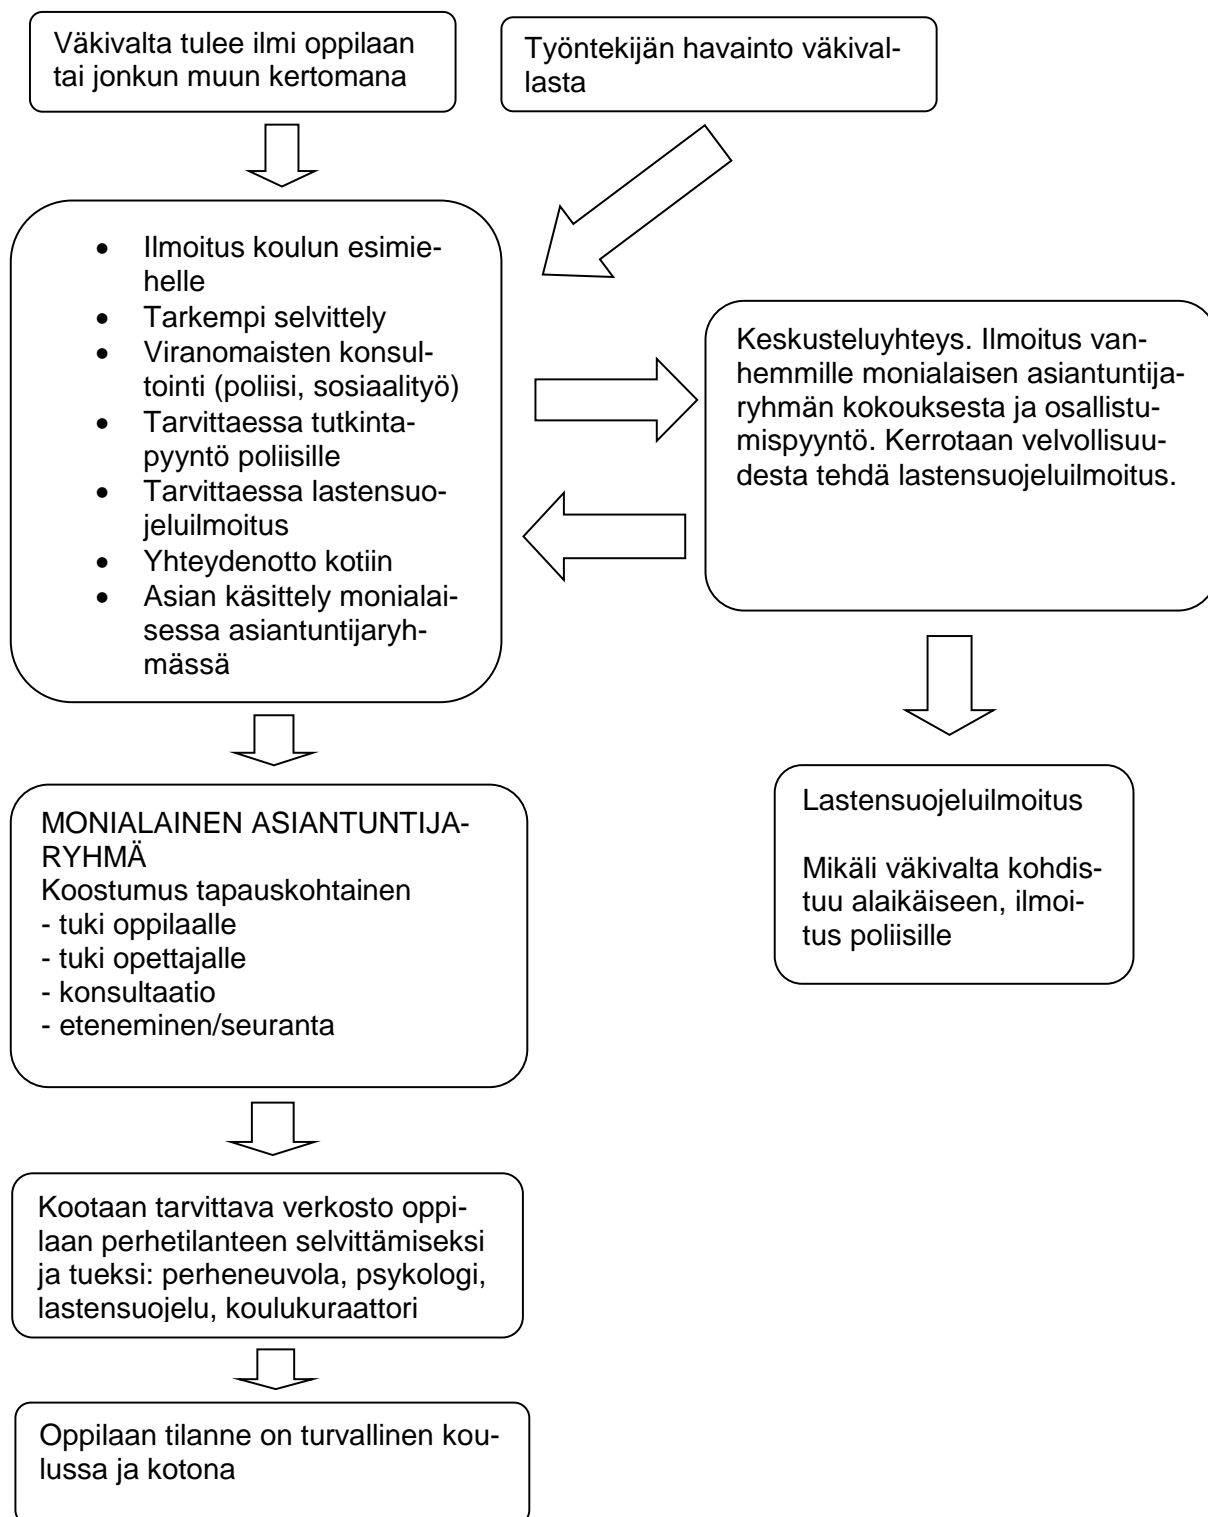 Väkivalta tulee ilmi oppilaan
tai jonkun muun kertomana
Työntekijän havainto väkival-
lasta
• Ilmoitus koulun esimie-
helle
• Tarkempi selvittely
• Viranomaisten konsul-
tointi (poliisi, sosiaalityö)
• Tarvittaessa tutkinta-
pyyntö poliisille
• Tarvittaessa lastensuo-
jeluilmoitus
• Yhteydenotto kotiin
• Asian käsittely monialai-
sessa asiantuntijaryh-
mässä
Keskusteluyhteys. Ilmoitus van-
hemmille monialaisen asiantuntija-
ryhmän kokouksesta ja osallistu-
mispyyntö. Kerrotaan velvollisuu-
desta tehdä lastensuojeluilmoitus.
Lastensuojeluilmoitus
Mikäli väkivalta kohdis-
tuu alaikäiseen, ilmoi-
tus poliisille
MONIALAINEN ASIANTUNTIJA-
RYHMÄ
Koostumus tapauskohtainen
- tuki oppilaalle
- tuki opettajalle
- konsultaatio
- eteneminen/seuranta
Kootaan tarvittava verkosto oppi-
laan perhetilanteen selvittämiseksi
ja tueksi: perheneuvola, psykologi,
lastensuojelu, koulukuraattori
Oppilaan tilanne on turvallinen kou-
lussa ja kotona